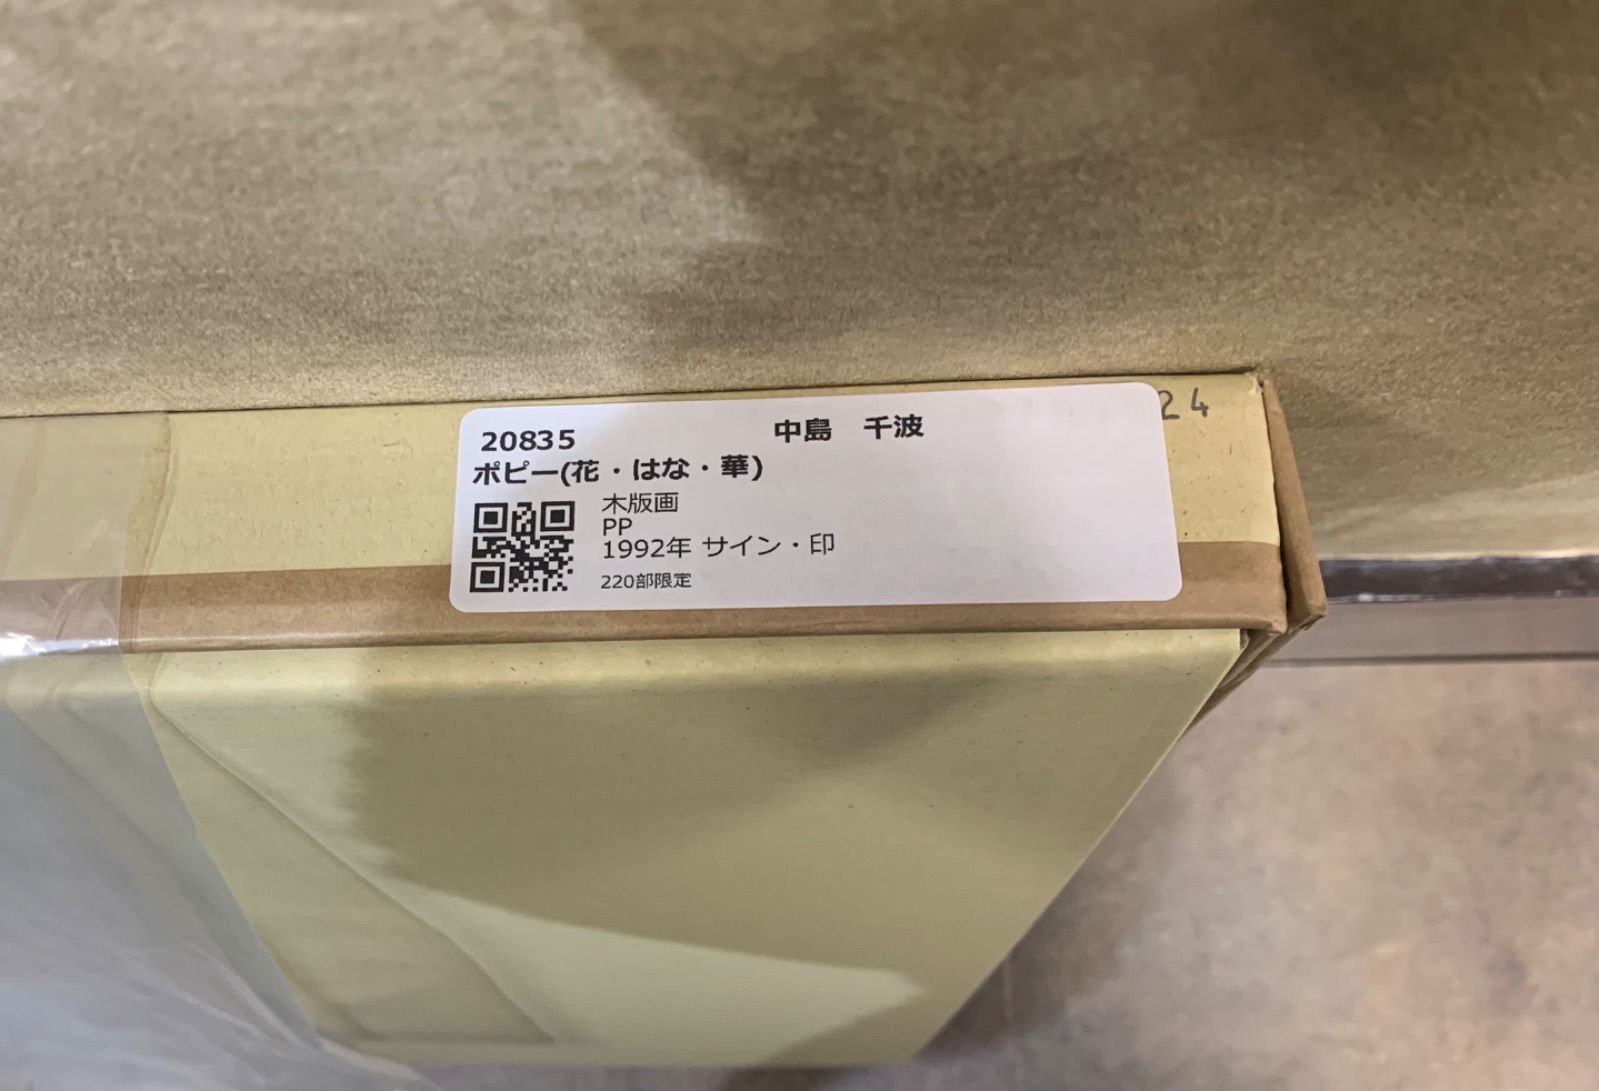 20835 中島 千波
ポピー(花・はな・華)
木版画
PP
1992年 サイン・印
220部限定
24